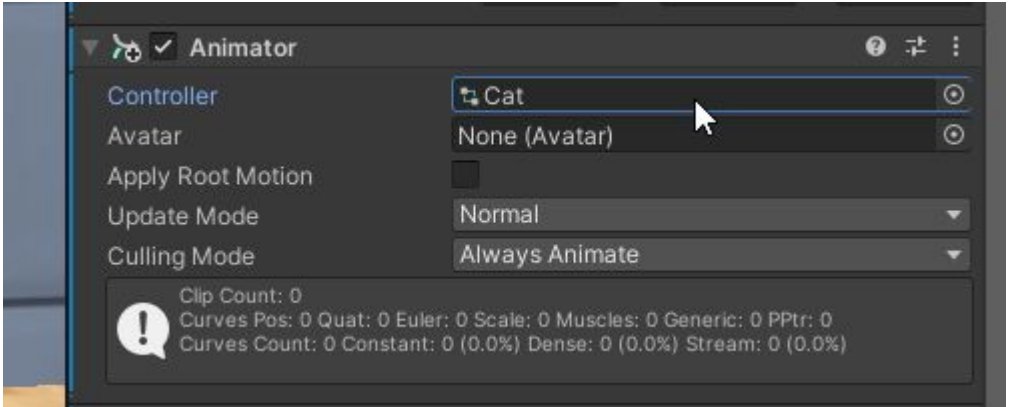 Animator
Controller Cat
Avatar None (Avatar)
Apply Root Motion
Update Mode Normal
Culling Mode Always Animate
Clip Count: 0
Curves Pos: 0 Quat: 0 Euler: 0 Scale: 0 Muscles: 0 Generic: 0 PPtr: 0
Curves Count: 0 Constant: 0 (0.0%) Dense: 0 (0.0%) Stream: 0 (0.0%)